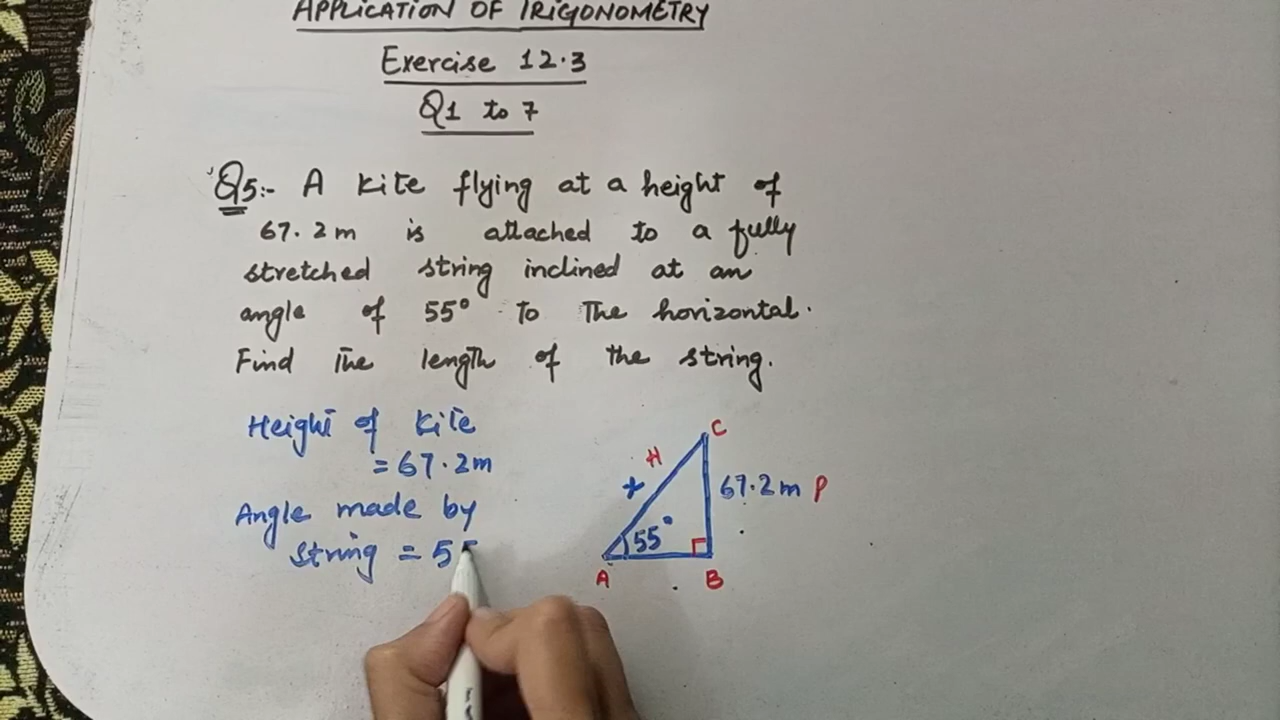 APPLICATION OF TRIGONOMETRY
Exercise 12.3
Q1 to 7
Q5:- A kite flying at a height of
67.2m is attached to a fully
stretched string inclined at an
angle of 55° to the horizontal.
Find the length of the string.
Height of kite
= 67.2m
Angle made by
string = 55
C
H
x
67.2m P
55°
A
B